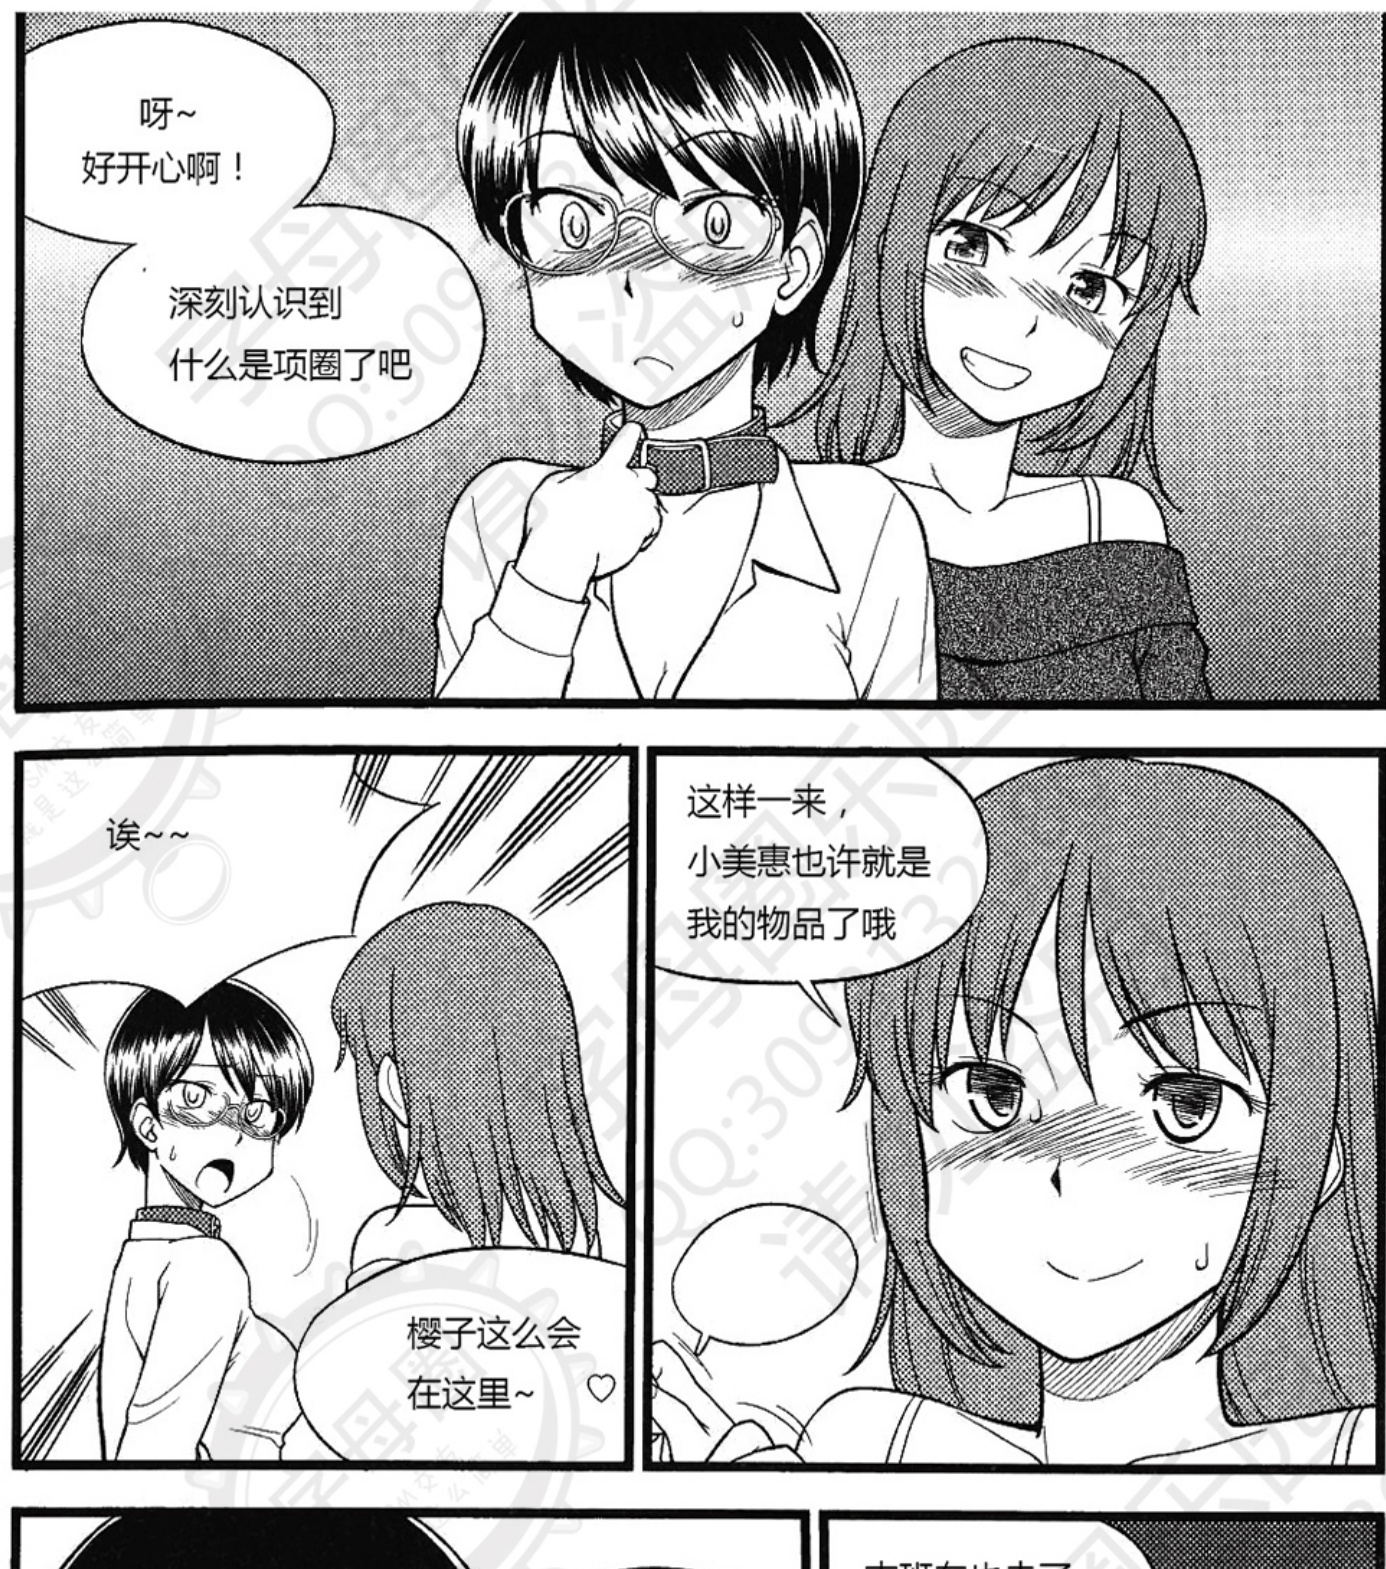 呀~
好开心啊！
深刻认识到
什么是项圈了吧
诶~~
樱子这么会
在这里~ ♡
这样一来，
小美惠也许就是
我的物品了哦